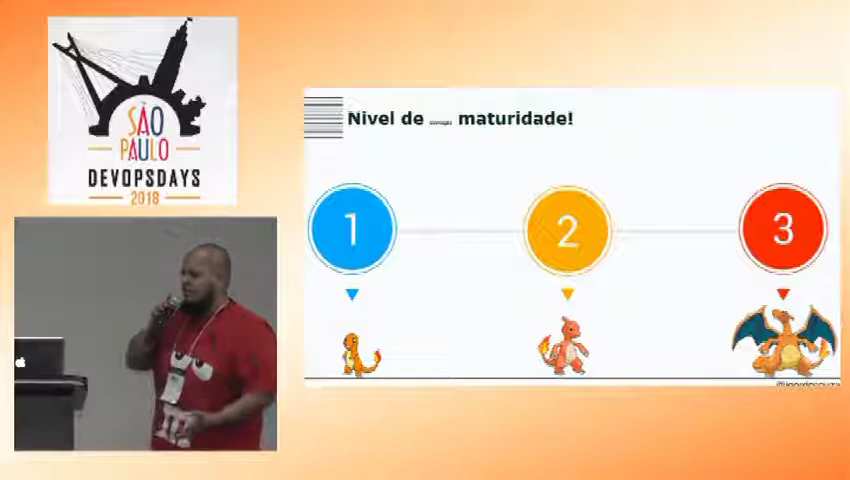 SÃO
PAULO
DEVOPSDAYS
2018
Nivel de maturidade!
1
2
3